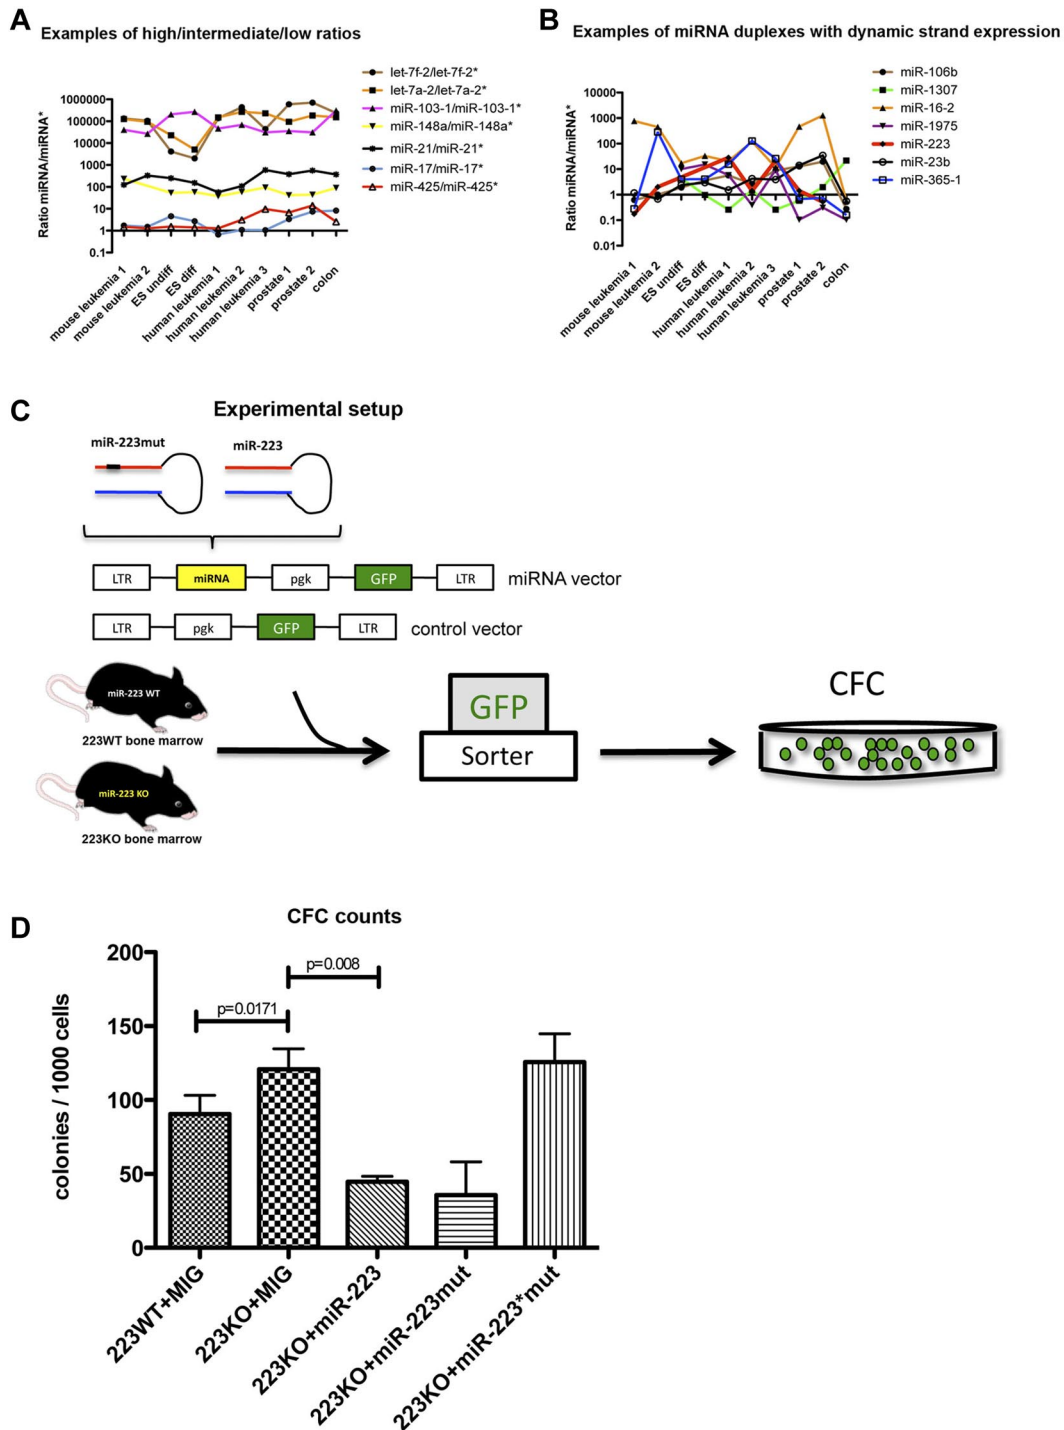 A Examples of high/intermediate/low ratios
Ratio miRNA/miRNA*
1000000
100000
10000
1000
100
10
1
0.1
mouse leukemia 1
mouse leukemia 2
ES undiff
ES diff
human leukemia 1
human leukemia 2
human leukemia 3
prostate 1
prostate 2
colon
let-7f-2/let-7f-2*
let-7a-2/let-7a-2*
miR-103-1/miR-103-1*
miR-148a/miR-148a*
miR-21/miR-21*
miR-17/miR-17*
miR-425/miR-425*
B Examples of miRNA duplexes with dynamic strand expression
Ratio miRNA/miRNA*
10000
1000
100
10
1
0.1
0.01
mouse leukemia 1
mouse leukemia 2
ES undiff
ES diff
human leukemia 1
human leukemia 2
human leukemia 3
prostate 1
prostate 2
colon
miR-106b
miR-1307
miR-16-2
miR-1975
miR-223
miR-23b
miR-365-1
C Experimental setup
miR-223mut miR-223
LTR miRNA pgk GFP LTR miRNA vector
LTR pgk GFP LTR control vector
miR-223 WT
223WT bone marrow
miR-223 KO
223KO bone marrow
GFP
Sorter
CFC
D CFC counts
colonies / 1000 cells
200
150
100
50
0
p=0.008
p=0.0171
223WT+MIG
223KO+MIG
223KO+miR-223
223KO+miR-223mut
223KO+miR-223*mut